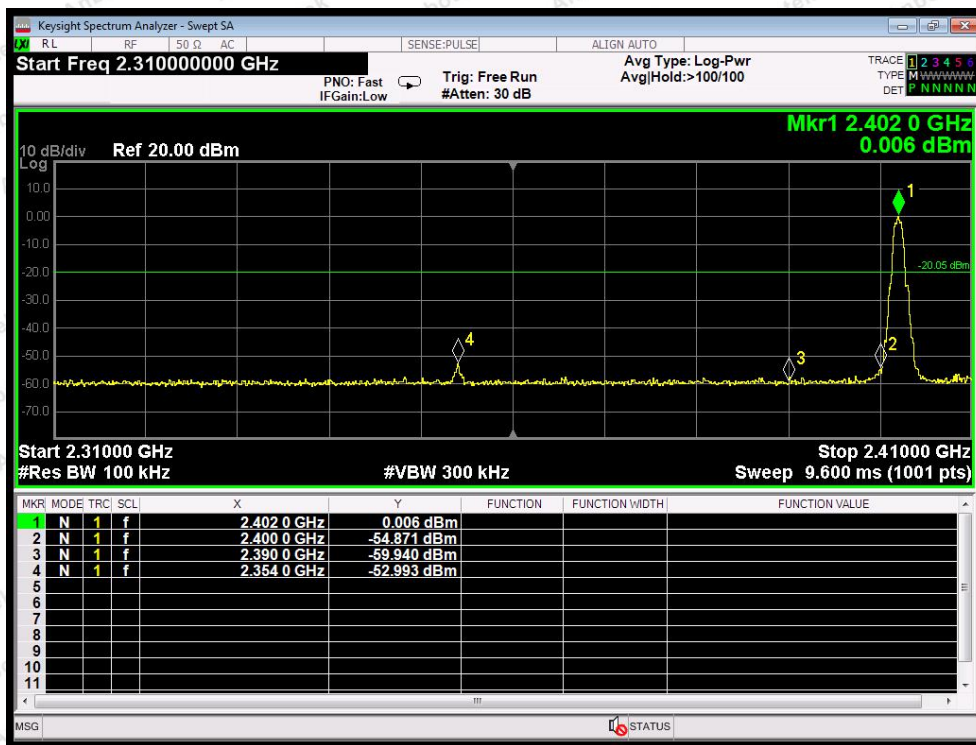 Keysight Spectrum Analyzer - Swept SA
LXI RL RF 50 Ω AC SENSE:PULSE ALIGN AUTO
Start Freq 2.310000000 GHz
PNO: Fast
IFGain:Low
Trig: Free Run
#Atten: 30 dB
Avg Type: Log-Pwr
Avg|Hold:>100/100
TRACE 1 2 3 4 5 6
TYPE M WWWWW
DET P N N N N N
Mkr1 2.402 0 GHz
0.006 dBm
10 dB/div Ref 20.00 dBm
Log
10.0
0.00
-10.0
-20.0
-30.0
-40.0
-50.0
-60.0
-70.0
1
-20.05 dBm
4
3
2
Start 2.31000 GHz Stop 2.41000 GHz
#Res BW 100 kHz #VBW 300 kHz Sweep 9.600 ms (1001 pts)
MKR MODE TRC SCL X Y FUNCTION FUNCTION WIDTH FUNCTION VALUE
1 N 1 f 2.402 0 GHz 0.006 dBm
2 N 1 f 2.400 0 GHz -54.871 dBm
3 N 1 f 2.390 0 GHz -59.940 dBm
4 N 1 f 2.354 0 GHz -52.993 dBm
5
6
7
8
9
10
11
MSG STATUS